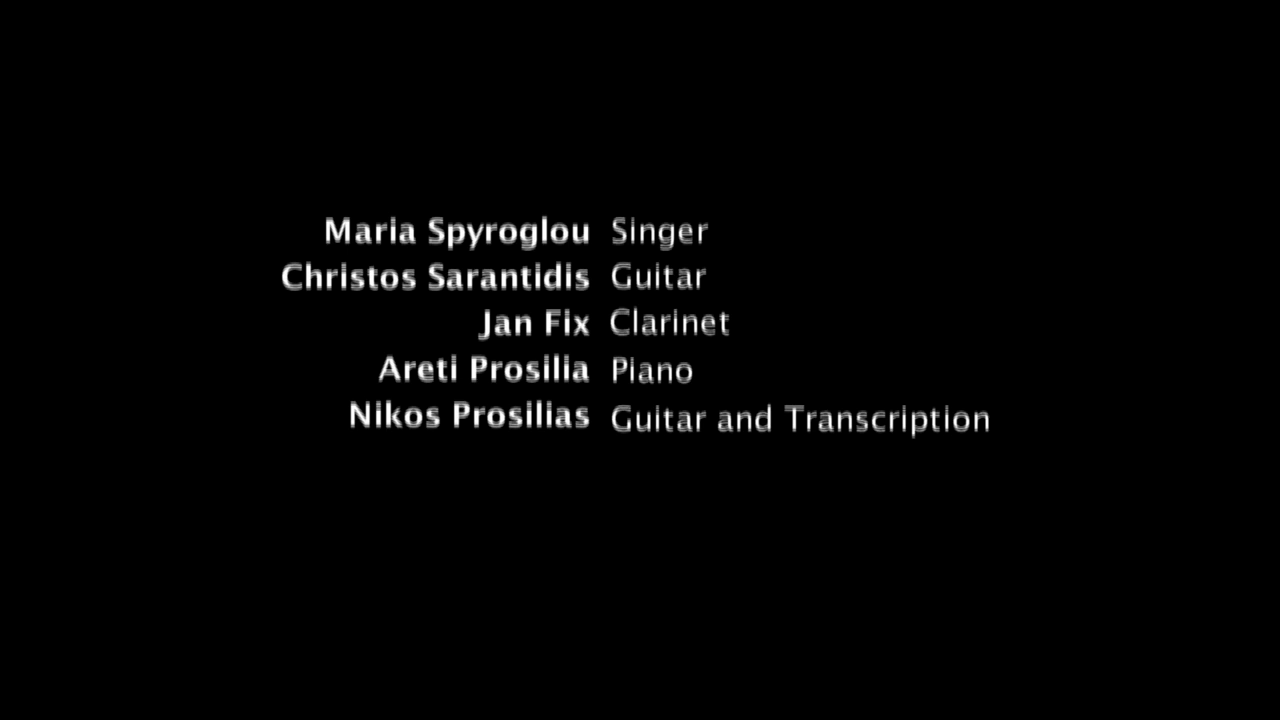 Maria Spyroglou Singer
Christos Sarantidis Guitar
Jan Fix Clarinet
Areti Prosilia Piano
Nikos Prosilias Guitar and Transcription